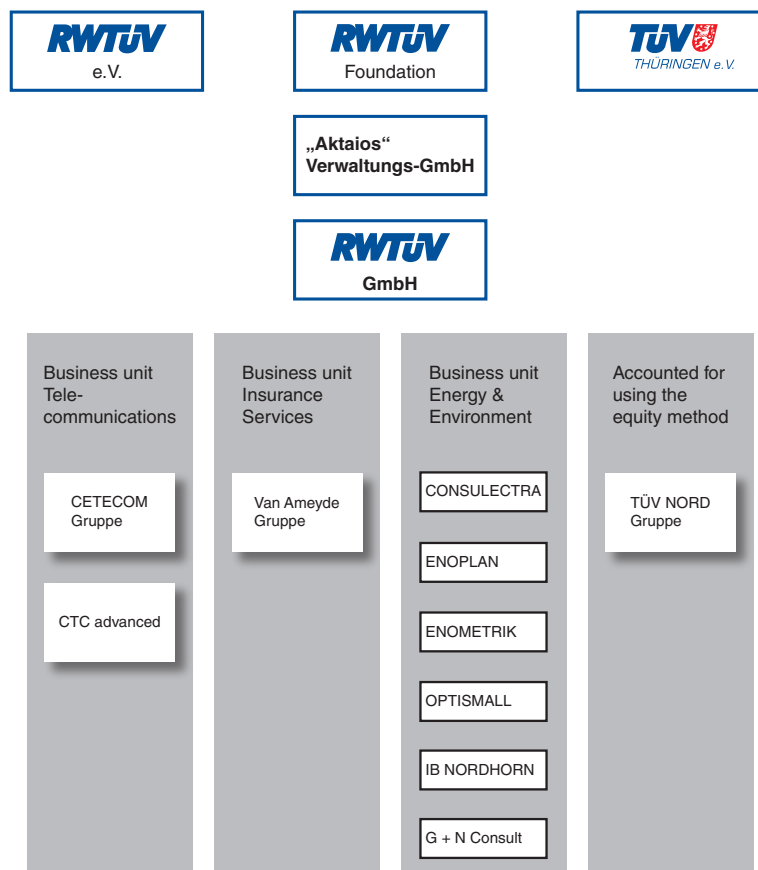 RWTÜV
e.V.
RWTÜV
Foundation
TÜV
THÜRINGEN e.V.
„Aktaios“
Verwaltungs-GmbH
RWTÜV
GmbH
Business unit
Tele-
communications
CETECOM
Gruppe
CTC advanced
Business unit
Insurance
Services
Van Ameyde
Gruppe
Business unit
Energy &
Environment
CONSULECTRA
ENOPLAN
ENOMETRIK
OPTISMALL
IB NORDHORN
G + N Consult
Accounted for
using the
equity method
TÜV NORD
Gruppe